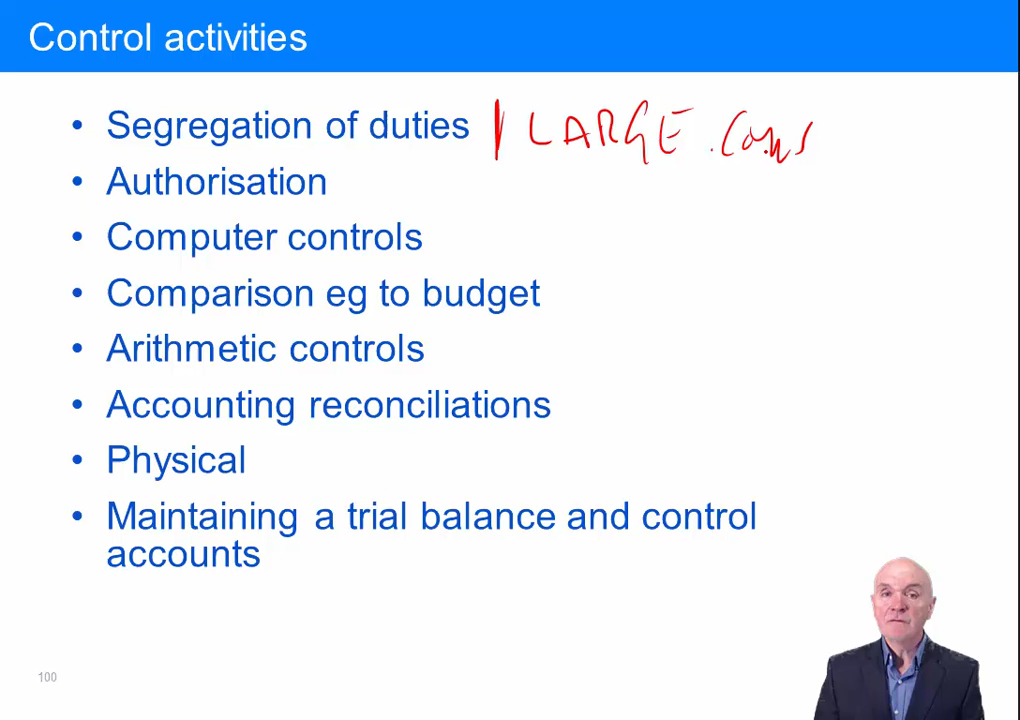 Control activities
• Segregation of duties LARGE
• Authorisation
• Computer controls
• Comparison eg to budget
• Arithmetic controls
• Accounting reconciliations
• Physical
• Maintaining a trial balance and control
accounts
100